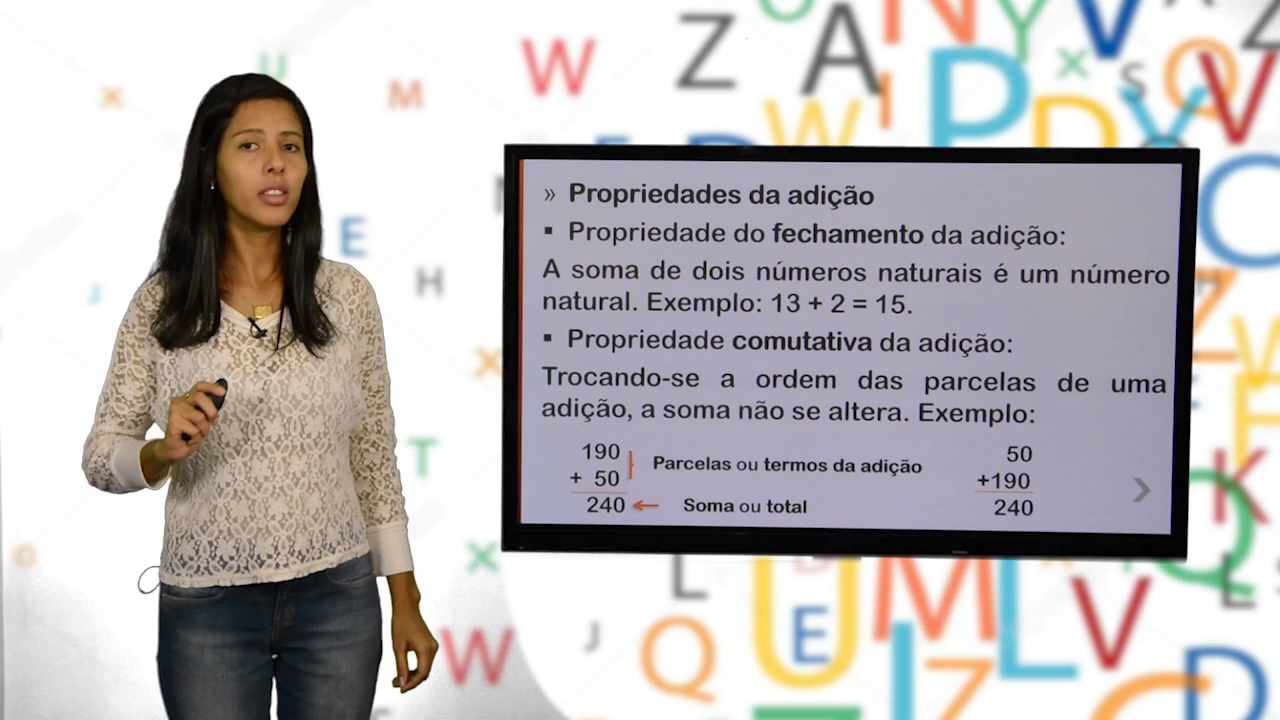 » Propriedades da adição
▪ Propriedade do fechamento da adição:
A soma de dois números naturais é um número
natural. Exemplo: 13 + 2 = 15.
▪ Propriedade comutativa da adição:
Trocando-se a ordem das parcelas de uma
adição, a soma não se altera. Exemplo:
190
+ 50
240
Parcelas ou termos da adição
Soma ou total
50
+190
240